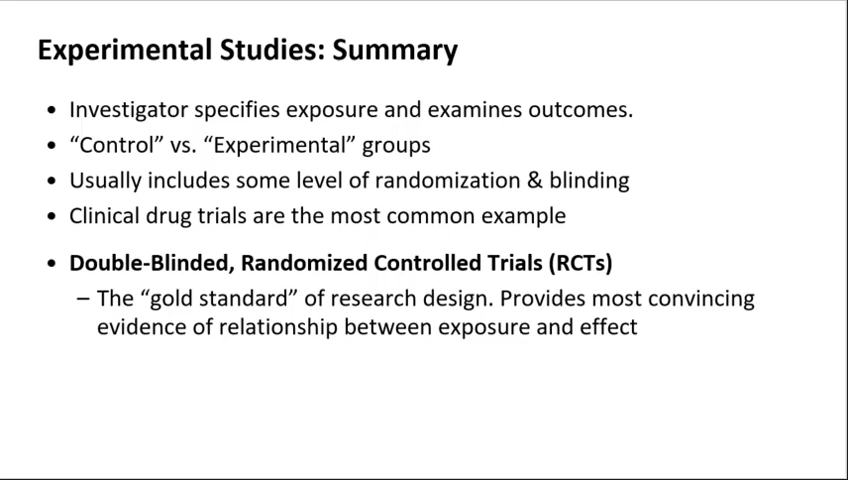 Experimental Studies: Summary
• Investigator specifies exposure and examines outcomes.
• “Control” vs. “Experimental” groups
• Usually includes some level of randomization & blinding
• Clinical drug trials are the most common example
• Double-Blinded, Randomized Controlled Trials (RCTs)
– The “gold standard” of research design. Provides most convincing
evidence of relationship between exposure and effect